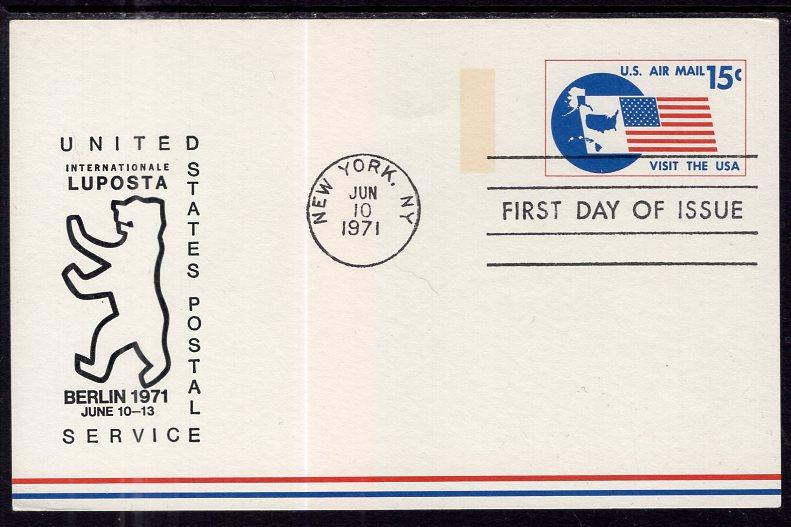 UNITED
STATES POSTAL
SERVICE
INTERNATIONALE
LUPOSTA
BERLIN 1971
JUNE 10-13
NEW YORK, NY
JUN
10
1971
U.S. AIR MAIL 15c
VISIT THE USA
FIRST DAY OF ISSUE